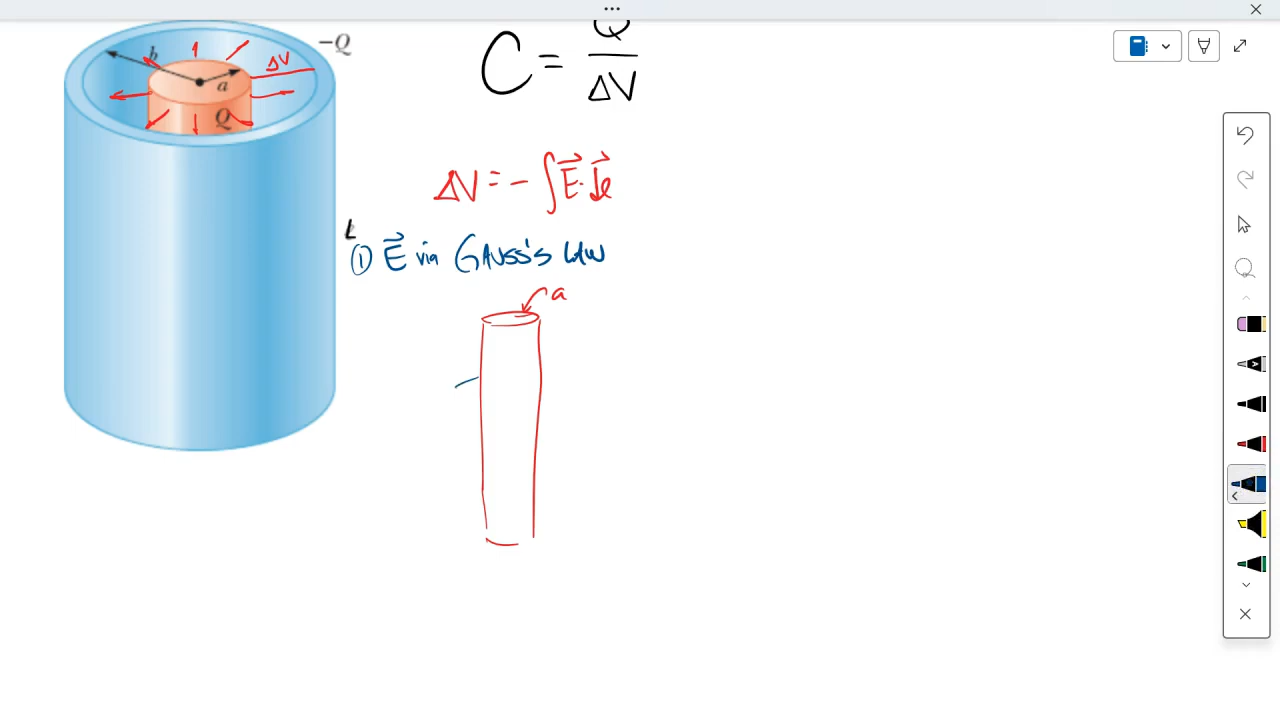 -Q
b
ΔV
a
Q
C = Q / ΔV
ΔV = - ∫ E⃗ · dl⃗
L
① E⃗ via GAUSS'S LAW
a